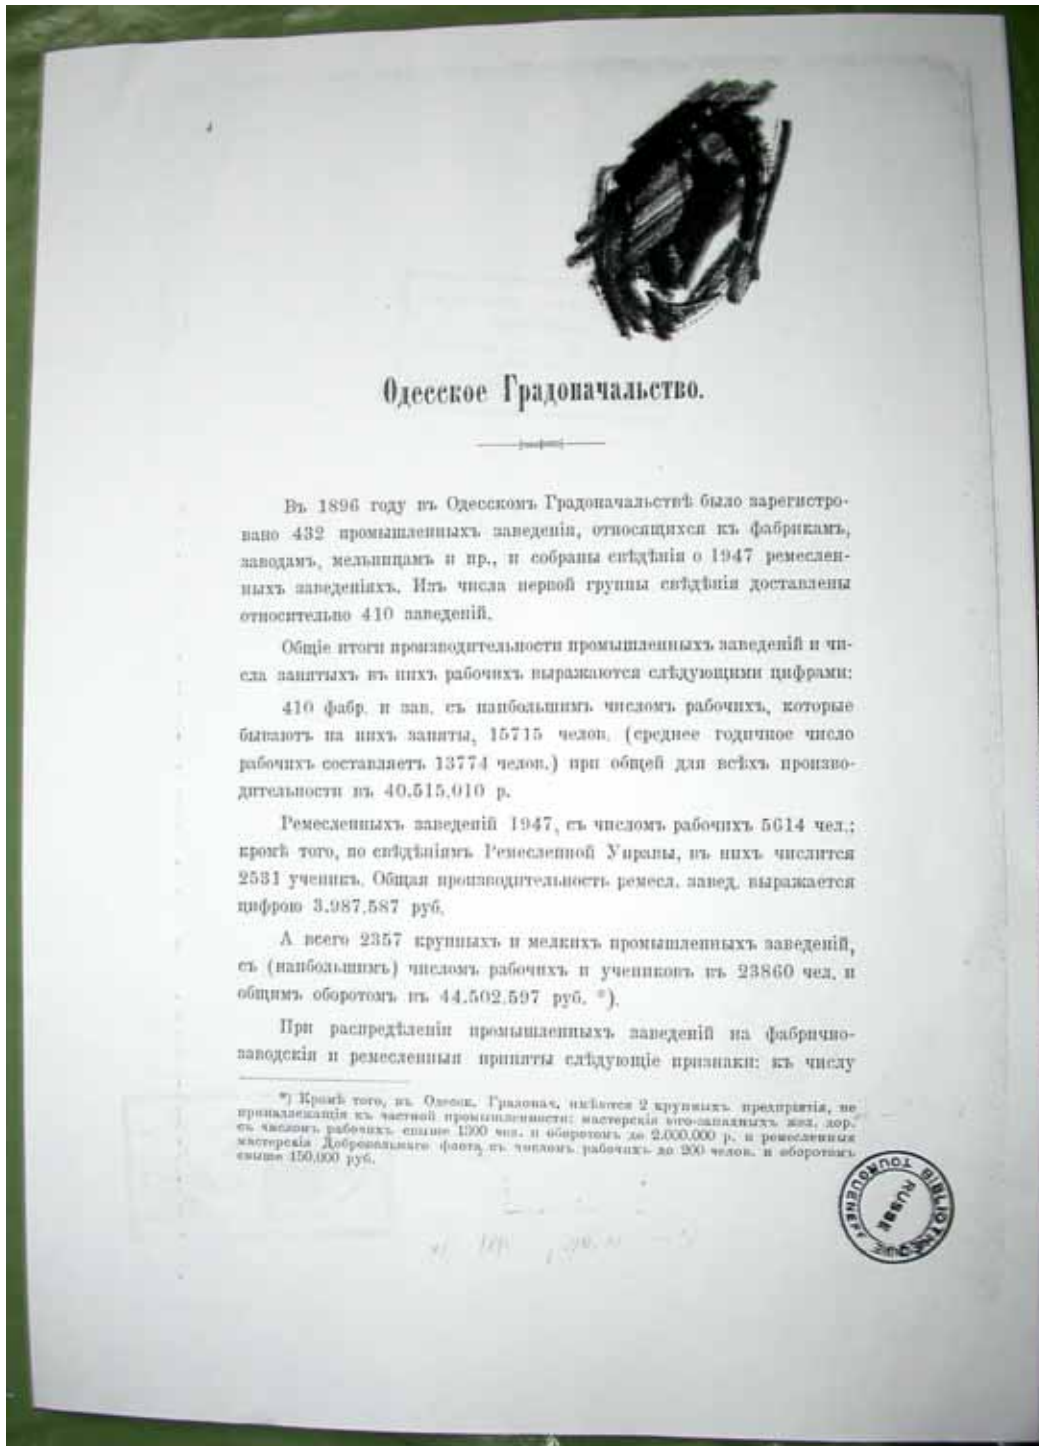 Одесское Градоначальство.
Въ 1896 году въ Одесскомъ Градоначальствѣ было зарегистро-
вано 432 промышленныхъ заведенія, относящихся къ фабрикамъ,
заводамъ, мельницамъ и пр., и собраны свѣдѣнія о 1947 ремеслен-
ныхъ заведеніяхъ. Изъ числа первой группы свѣдѣнія доставлены
относительно 410 заведеній.
Общіе итоги производительности промышленныхъ заведеній и чи-
сла занятыхъ въ нихъ рабочихъ выражаются слѣдующими цифрами:
410 фабр. и зав. съ наибольшимъ числомъ рабочихъ, которые
бываютъ на нихъ заняты, 15715 челов. (среднее годичное число
рабочихъ составляетъ 13774 челов.) при общей для всѣхъ произво-
дительности въ 40.515.010 р.
Ремесленныхъ заведеній 1947, съ числомъ рабочихъ 5614 чел.;
кромѣ того, по свѣдѣніямъ Ремесленной Управы, въ нихъ числится
2531 ученик. Общая производительность ремесл. завед. выражается
цифрою 3.987.587 руб.
А всего 2357 крупныхъ и мелкихъ промышленныхъ заведеній,
съ (наибольшимъ) числомъ рабочихъ и учениковъ въ 23860 чел. и
общимъ оборотомъ въ 44.502.597 руб. *).
При распредѣленіи промышленныхъ заведеній на фабрично-
заводскія и ремесленныя приняты слѣдующіе признаки: къ числу
*) Кромѣ того, въ Одесск. Градонач. имѣются 2 крупныхъ предпріятія, не
принадлежащія къ частной промышленности: мастерскія юго-западныхъ жел. дор.
съ числомъ рабочихъ свыше 1300 чел. и оборотомъ до 2.000.000 р. и ремесленныя
мастерскія Добровольнаго флота, съ числомъ рабочихъ до 200 челов. и оборотомъ
свыше 150.000 руб.
BIBLIOTHÈQUE TOURGUENEV
RUSSE